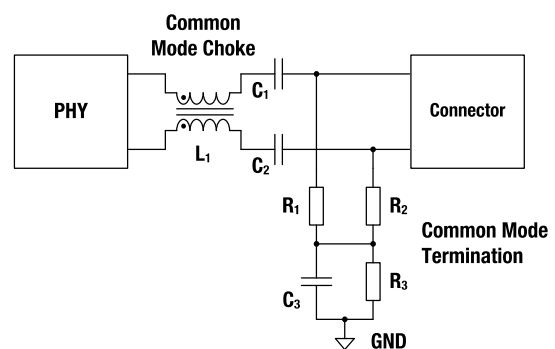 Common
Mode Choke
PHY
C1
Connector
L1
C2
R1
R2
Common Mode
Termination
C3
R3
GND